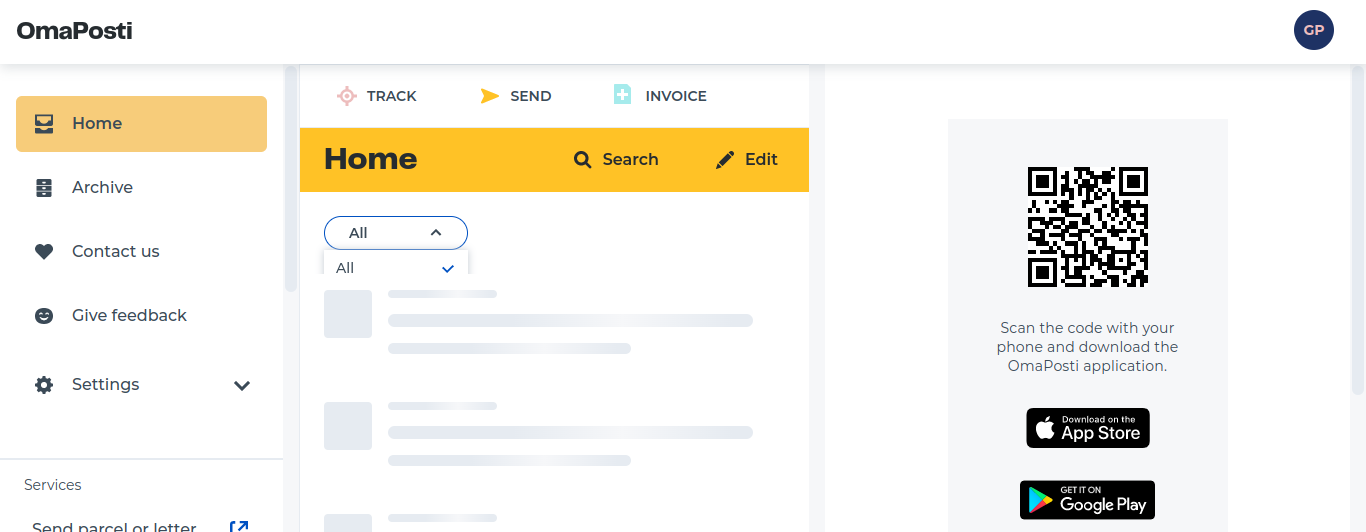 OmaPosti
GP
Home
Archive
Contact us
Give feedback
Settings
Services
Send parcel or letter
TRACK
SEND
INVOICE
Home
Search
Edit
All
All
Scan the code with your
phone and download the
OmaPosti application.
Download on the
App Store
GET IT ON
Google Play